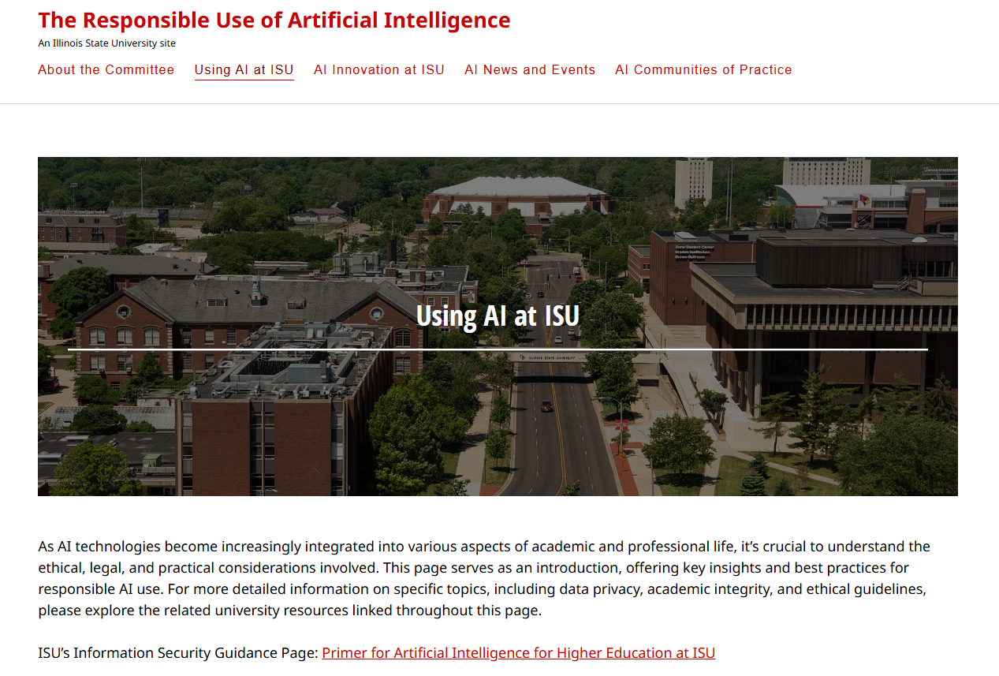 The Responsible Use of Artificial Intelligence
An Illinois State University site
About the Committee Using AI at ISU AI Innovation at ISU AI News and Events AI Communities of Practice
Bone Student Center
Braden Auditorium
Brown Ballroom
Using AI at ISU
ILLINOIS STATE UNIVERSITY
As AI technologies become increasingly integrated into various aspects of academic and professional life, it’s crucial to understand the
ethical, legal, and practical considerations involved. This page serves as an introduction, offering key insights and best practices for
responsible AI use. For more detailed information on specific topics, including data privacy, academic integrity, and ethical guidelines,
please explore the related university resources linked throughout this page.
ISU’s Information Security Guidance Page: Primer for Artificial Intelligence for Higher Education at ISU